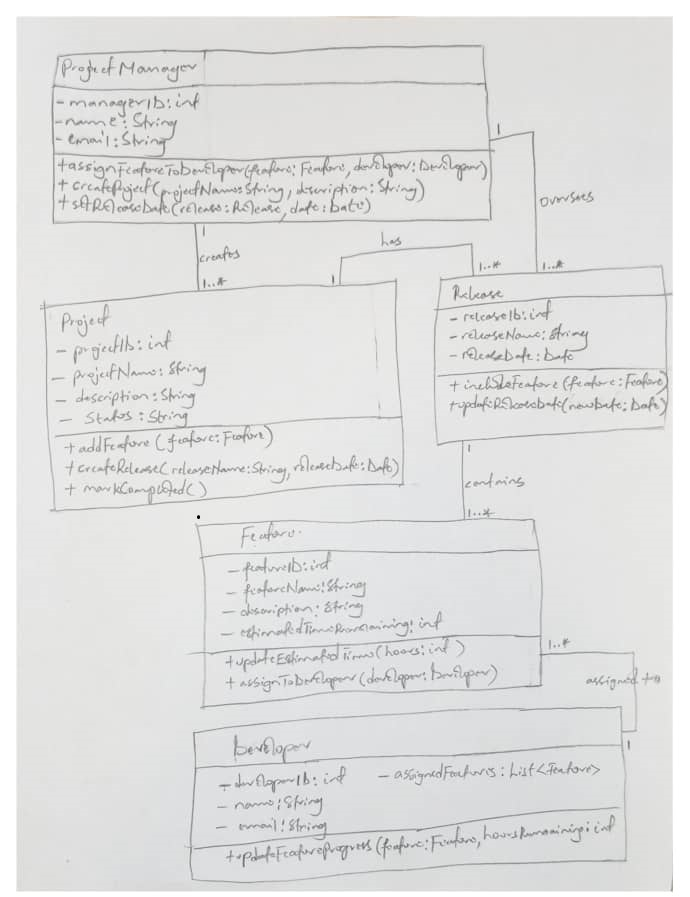 ProjectManager
- managerID: int
- name: String
- email: String
+ assignFeatureToDeveloper(feature: Feature, developer: Developer)
+ createProject(projectName: String, description: String)
+ setReleaseDate(release: Release, date: Date)
1
1
oversees
creates
has
1..*
1
1..*
1..*
Project
- projectID: int
- projectName: String
- description: String
- Status: String
+ addFeature (feature: Feature)
+ createRelease(releaseName: String, releaseDate: Date)
+ markCompleted()
Release
- releaseID: int
- releaseName: String
- releaseDate: Date
+ includeFeature (feature: Feature)
+ updateReleaseDate(newDate: Date)
1
contains
1..*
Feature
- featureID: int
- featureName: String
- description: String
- estimatedTimeRemaining: int
+ updateEstimatedTime(hours: int)
+ assignToDeveloper(developer: Developer)
1..*
assigned to
1
Developer
- developerID: int - assignedFeatures: List<Feature>
- name: String
- email: String
+ updateFeatureProgress(feature: Feature, hoursRemaining: int